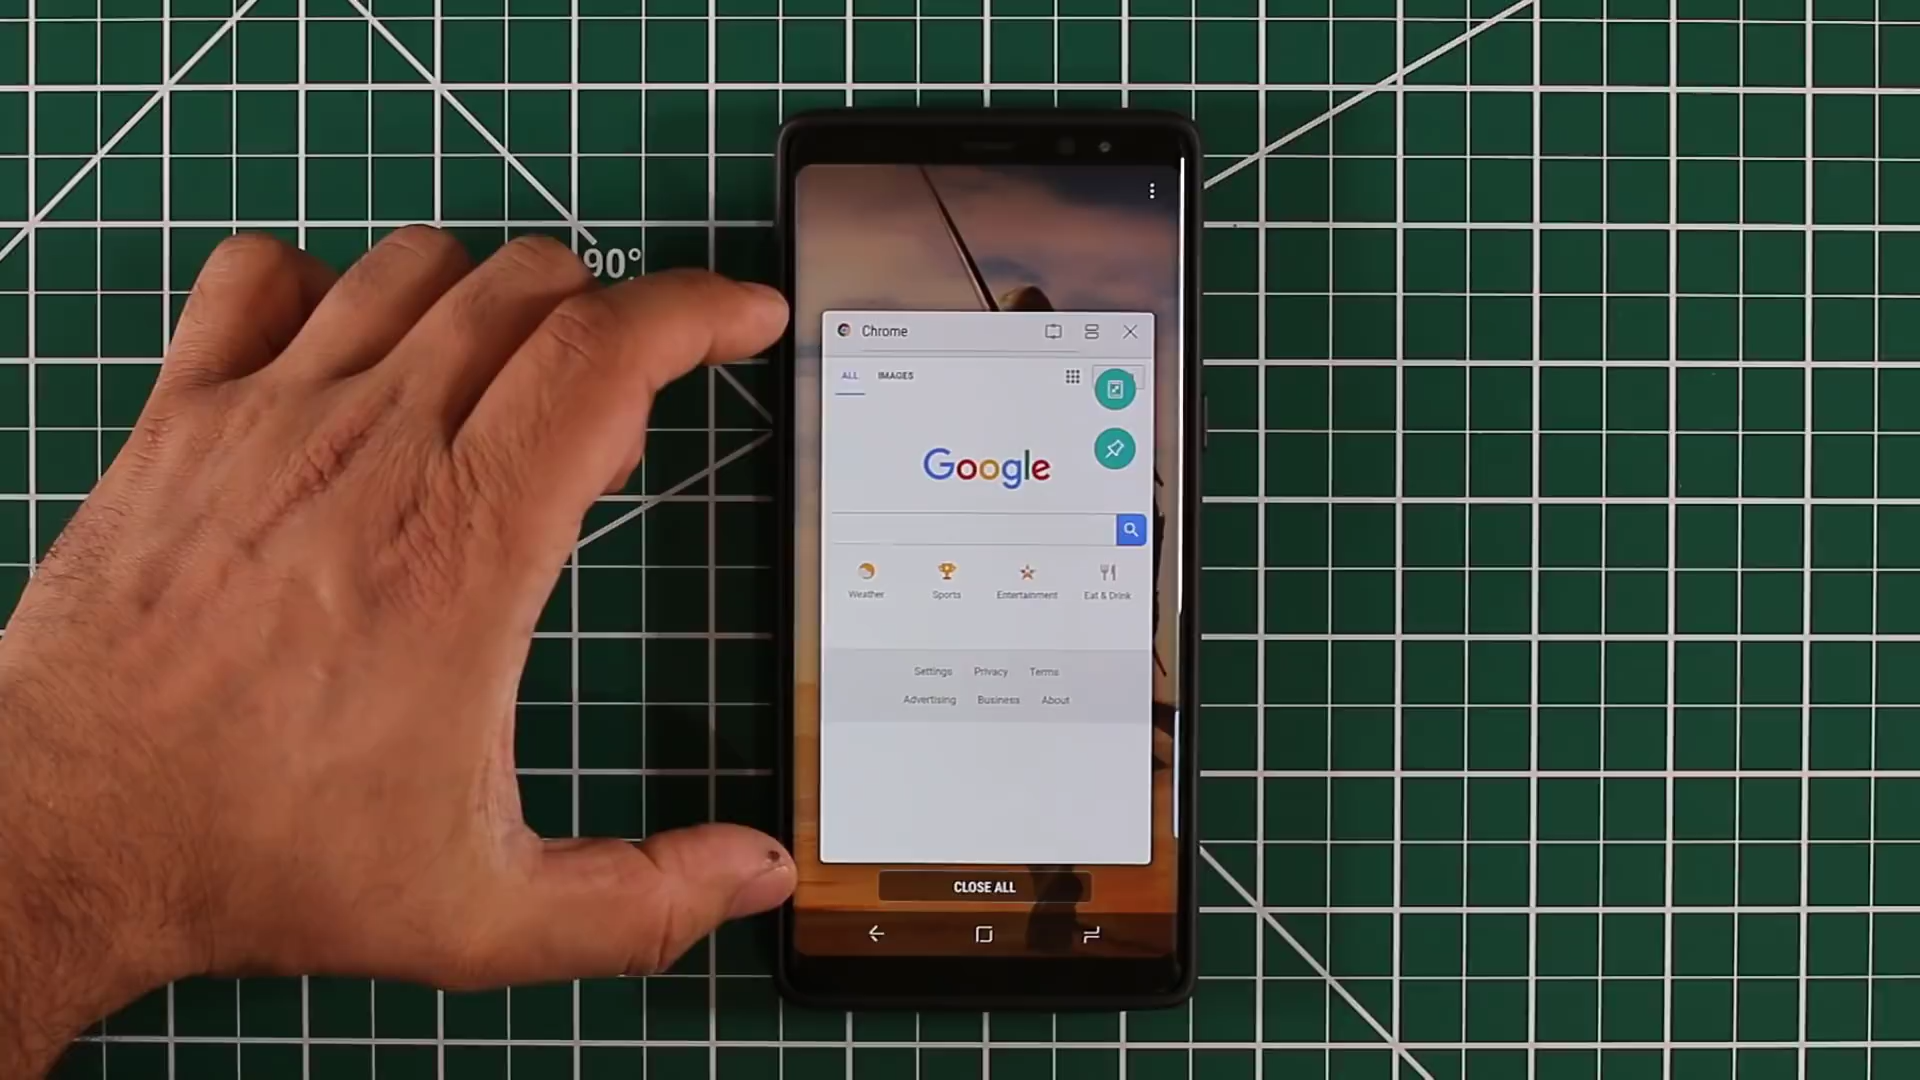 90°
Chrome
ALL IMAGES
Google
Weather Sports Entertainment Eat & Drink
Settings Privacy Terms
Advertising Business About
CLOSE ALL